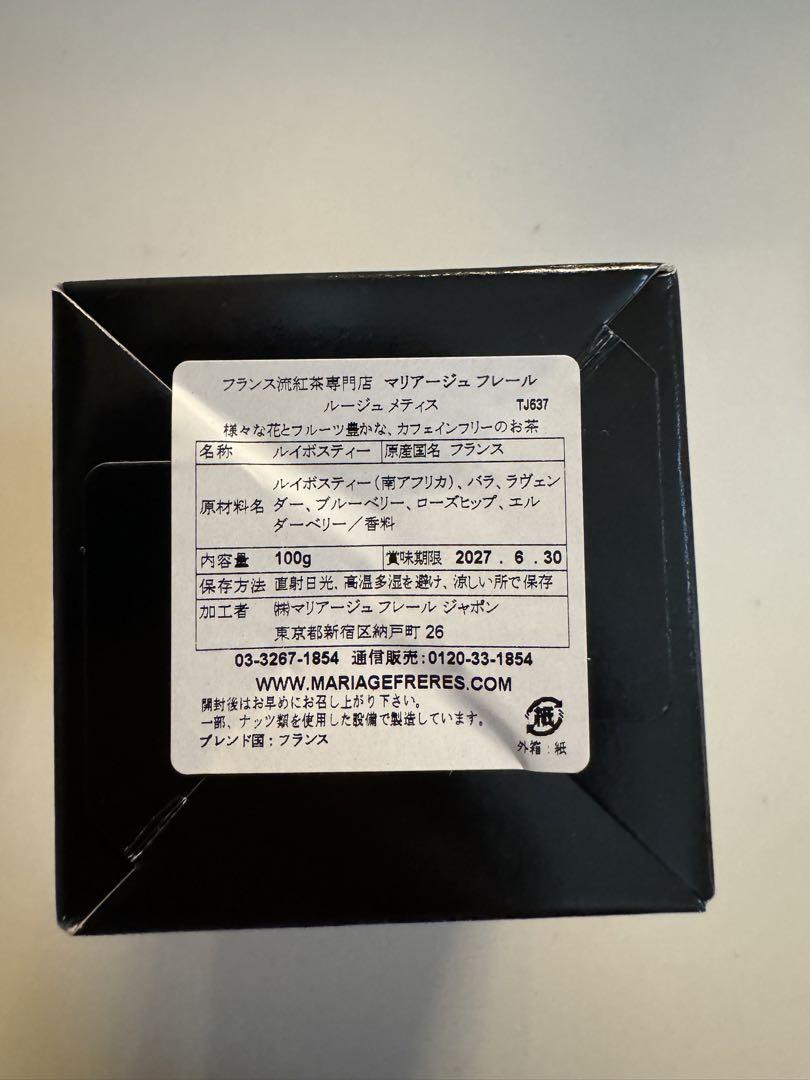 フランス流紅茶専門店 マリアージュ フレール
ルージュ メティス TJ637
様々な花とフルーツ豊かな、カフェインフリーのお茶
名称 ルイボスティー 原産国名 フランス
原材料名 ルイボスティー(南アフリカ)、バラ、ラヴェン
ダー、ブルーベリー、ローズヒップ、エル
ダーベリー/香料
内容量 100g 賞味期限 2027.6.30
保存方法 直射日光、高温多湿を避け、涼しい所で保存
加工者 ㈱マリアージュ フレール ジャポン
東京都新宿区納戸町 26
03-3267-1854 通信販売:0120-33-1854
WWW.MARIAGEFRERES.COM
開封後はお早めにお召し上がり下さい。
一部、ナッツ類を使用した設備で製造しています。
ブレンド国:フランス
紙
外箱:紙